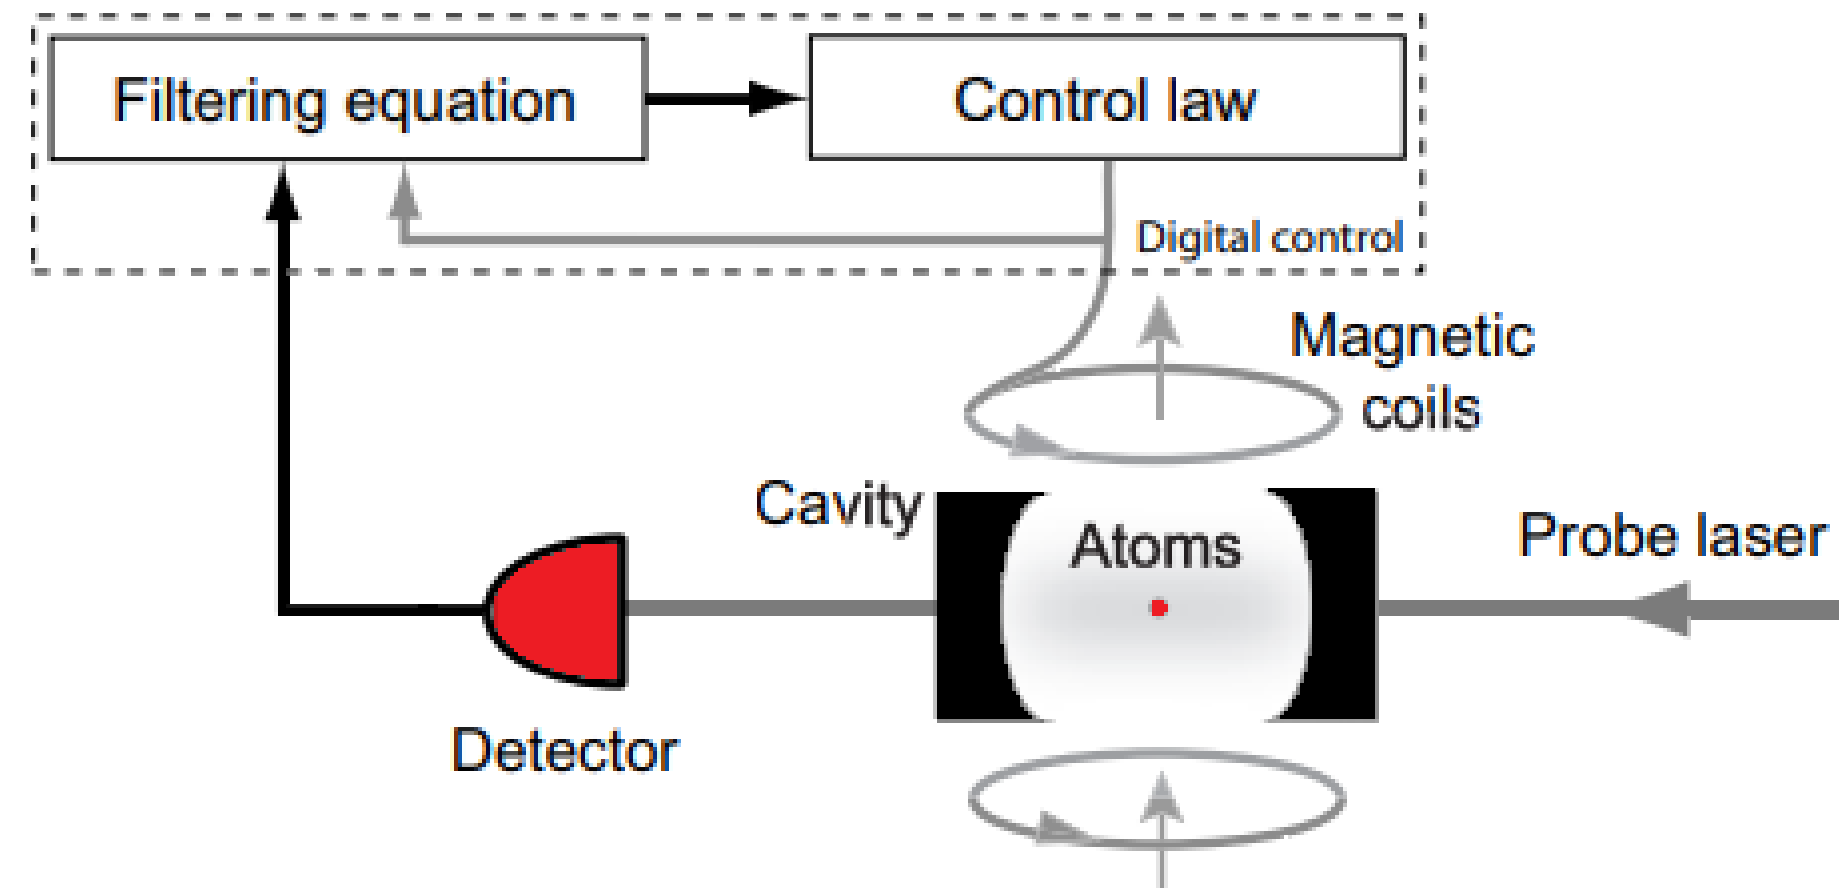 Filtering equation
Control law
Digital control
Magnetic
coils
Cavity
Atoms
Probe laser
Detector